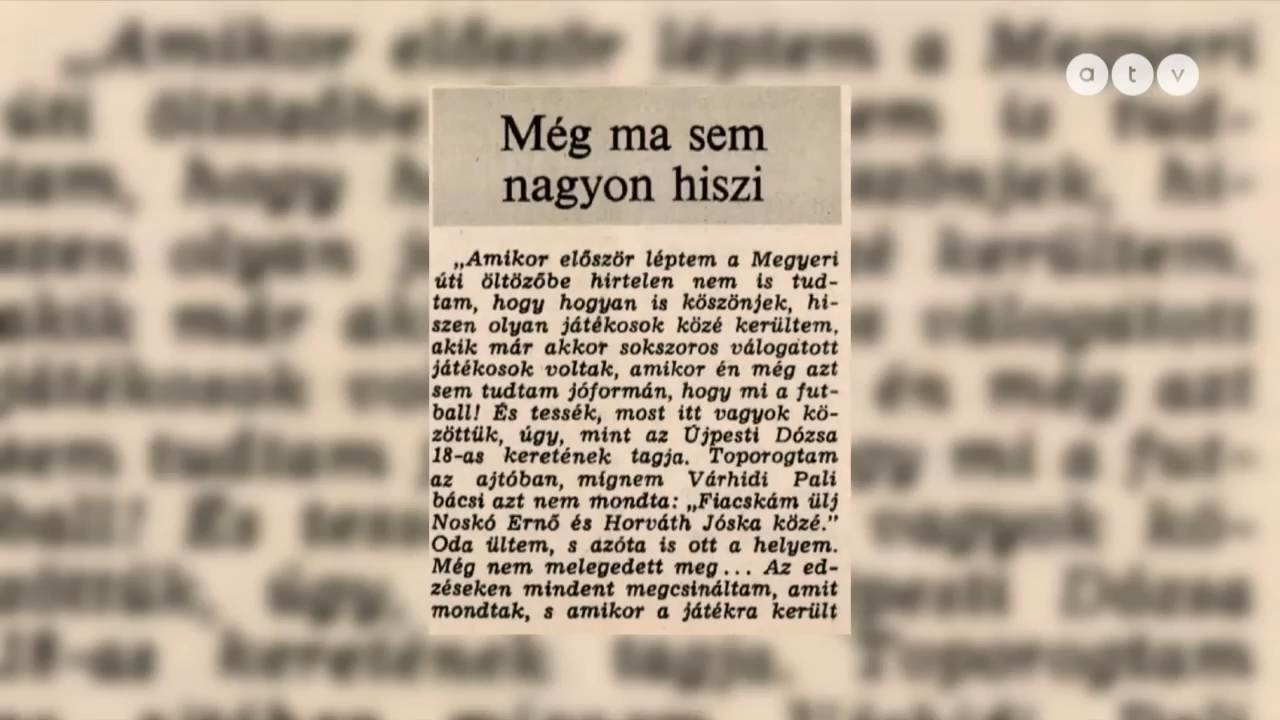 atv
Még ma sem
nagyon hiszi
„Amikor először léptem a Megyeri
úti öltözőbe hirtelen nem is tud-
tam, hogy hogyan is köszönjek, hi-
szen olyan játékosok közé kerültem,
akik már akkor sokszoros válogatott
játékosok voltak, amikor én még azt
sem tudtam jóformán, hogy mi a fut-
ball! És tessék, most itt vagyok kö-
zöttük, úgy, mint az Újpesti Dózsa
18-as keretének tagja. Toporogtam
az ajtóban, mígnem Várhidi Pali
bácsi azt nem mondta: „Fiacskám ülj
Noskó Ernő és Horváth Jóska közé.”
Oda ültem, s azóta is ott a helyem.
Még nem melegedett meg... Az ed-
zéseken mindent megcsináltam, amit
mondtak, s amikor a játékra került